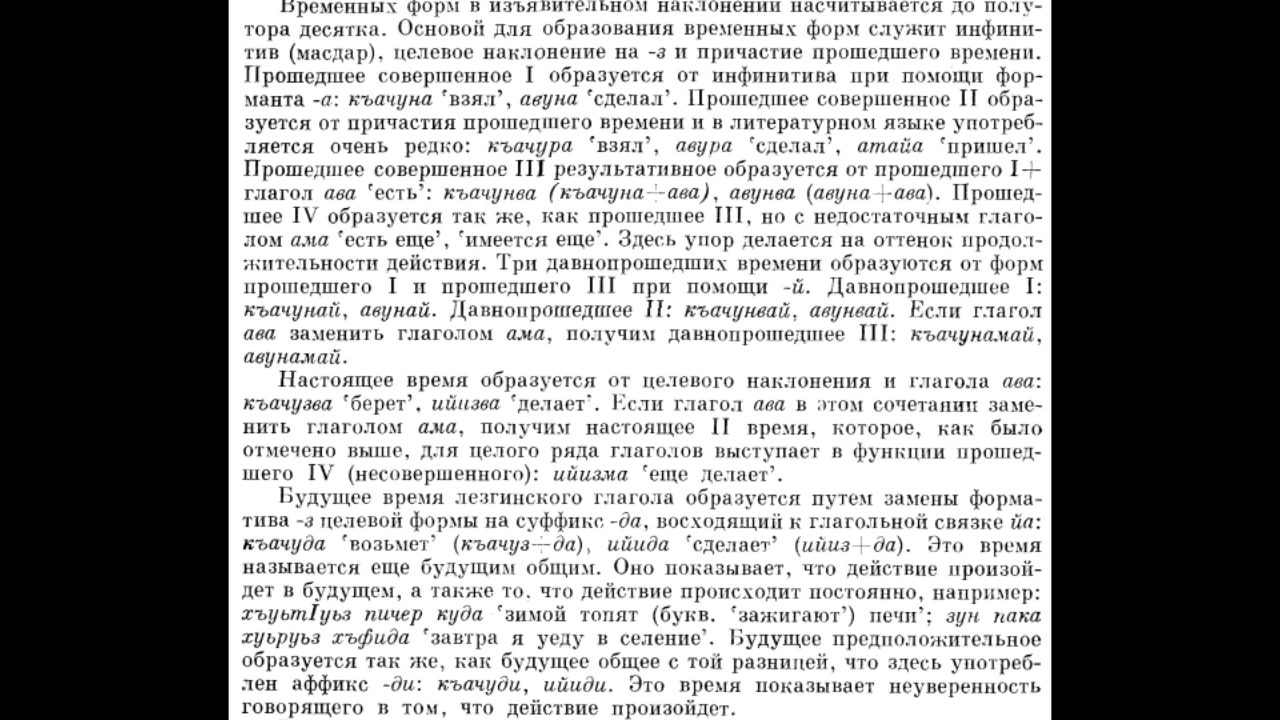 Временных форм в изъявительном наклонении насчитывается до полу-
тора десятка. Основой для образования временных форм служит инфини-
тив (масдар), целевое наклонение на -з и причастие прошедшего времени.
Прошедшее совершенное I образуется от инфинитива при помощи фор-
манта -а: къачуна ‛взял’, авуна ‛сделал’. Прошедшее совершенное II обра-
зуется от причастия прошедшего времени и в литературном языке употреб-
ляется очень редко: къачура ‛взял’, авура ‛сделал’, атайа ‛пришел’.
Прошедшее совершенное III результативное образуется от прошедшего I+
глагол ава ‛есть’: къачунва (къачуна+ава), авунва (авуна+ава). Прошед-
шее IV образуется так же, как прошедшее III, но с недостаточным глаго-
лом ама ‛есть еще’, ‛имеется еще’. Здесь упор делается на оттенок продол-
жительности действия. Три давнопрошедших времени образуются от форм
прошедшего I и прошедшего III при помощи -й. Давнопрошедшее I:
къачунай, авунай. Давнопрошедшее II: къачунвай, авунвай. Если глагол
ава заменить глаголом ама, получим давнопрошедшее III: къачунамай,
авунамай.
Настоящее время образуется от целевого наклонения и глагола ава:
къачузва ‛берет’, ийизва ‛делает’. Если глагол ава в этом сочетании заме-
нить глаголом ама, получим настоящее II время, которое, как было
отмечено выше, для целого ряда глаголов выступает в функции прошед-
шего IV (несовершенного): ийизма ‛еще делает’.
Будущее время лезгинского глагола образуется путем замены форма-
тива -з целевой формы на суффикс -да, восходящий к глагольной связке йа:
къачуда ‛возьмет’ (къачуз+да), ийида ‛сделает’ (ийиз+да). Это время
называется еще будущим общим. Оно показывает, что действие произой-
дет в будущем, а также то, что действие происходит постоянно, например:
хъуьтIуьз пичер куда ‛зимой топят (букв. ‛зажигают’) печи’; зун пака
хуьруьз хъфида ‛завтра я уеду в селение’. Будущее предположительное
образуется так же, как будущее общее с той разницей, что здесь употреб-
лен аффикс -ди: къачуди, ийиди. Это время показывает неуверенность
говорящего в том, что действие произойдет.